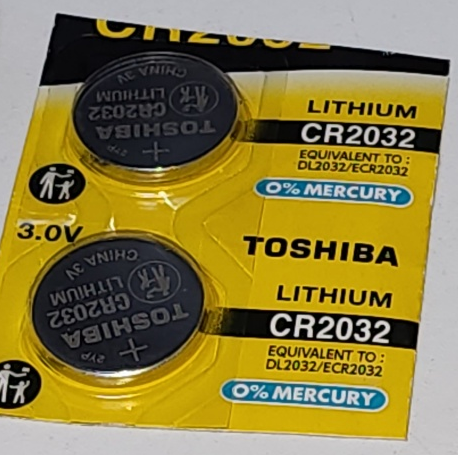 CR2032
CHINA 3V
LITHIUM
CR2032
TOSHIBA
+
LITHIUM
CR2032
EQUIVALENT TO :
DL2032/ECR2032
0% MERCURY
3.0V
TOSHIBA
CHINA 3V
LITHIUM
CR2032
TOSHIBA
+
LITHIUM
CR2032
EQUIVALENT TO :
DL2032/ECR2032
0% MERCURY